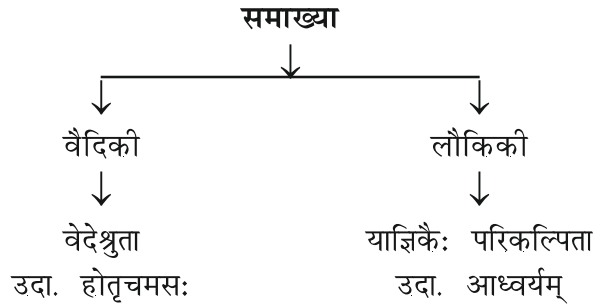 समाख्या
वैदिकी लौकिकी
वेदेश्रुता याज्ञिकैः परिकल्पिता
उदा. होतृचमसः उदा. आध्वर्यम्